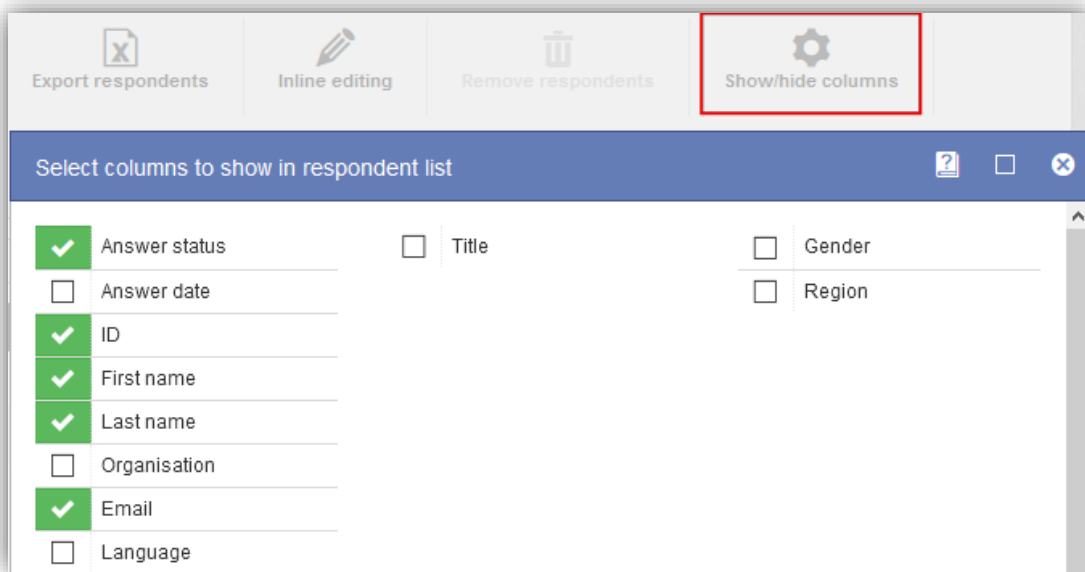 Export respondents
Inline editing
Remove respondents
Show/hide columns
Select columns to show in respondent list
Answer status
Answer date
ID
First name
Last name
Organisation
Email
Language
Title
Gender
Region